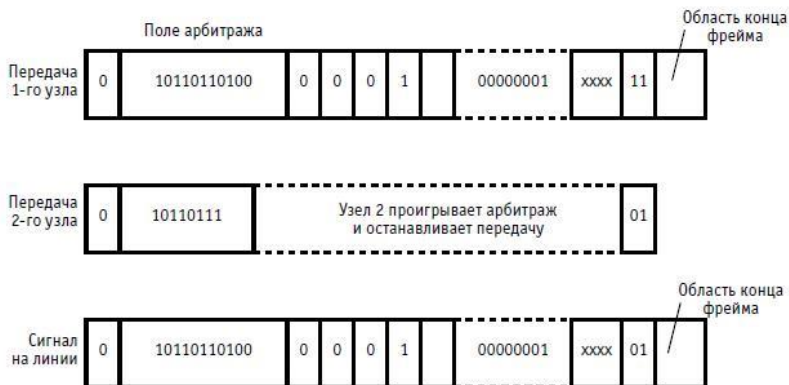 Поле арбитража
Область конца
фрейма
Передача
1-го узла
0 10110110100 0 0 0 1 00000001 xxxx 11
Передача
2-го узла
0 10110111
Узел 2 проигрывает арбитраж
и останавливает передачу
01
Область конца
фрейма
Сигнал
на линии
0 10110110100 0 0 0 1 00000001 xxxx 01